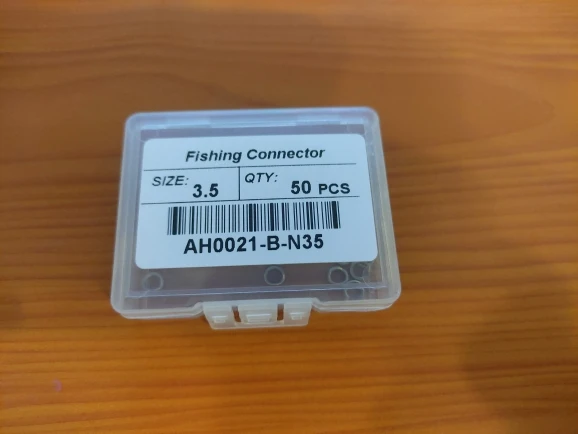 Fishing Connector
SIZE: 3.5 QTY: 50 PCS
AH0021-B-N35